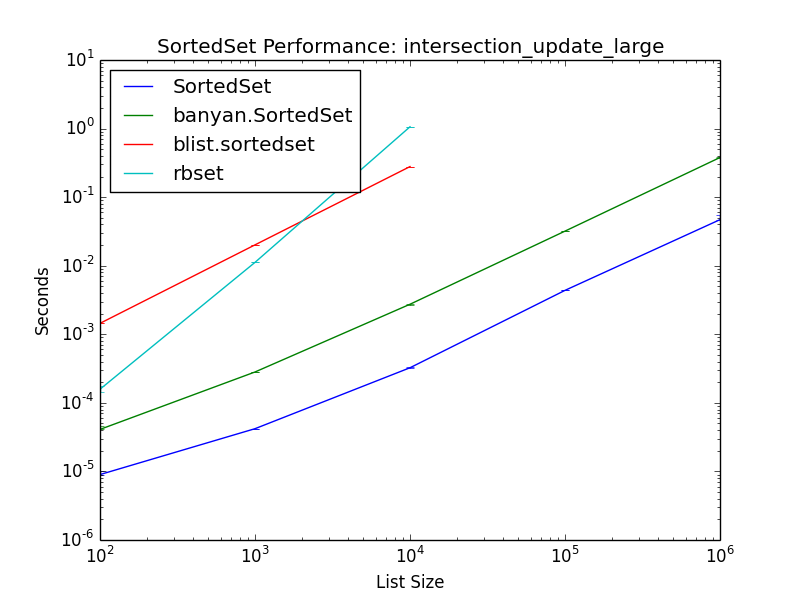 SortedSet Performance: intersection_update_large
SortedSet
banyan.SortedSet
blist.sortedset
rbset
10^1
10^0
10^-1
10^-2
10^-3
10^-4
10^-5
10^-6
Seconds
10^2 10^3 10^4 10^5 10^6
List Size